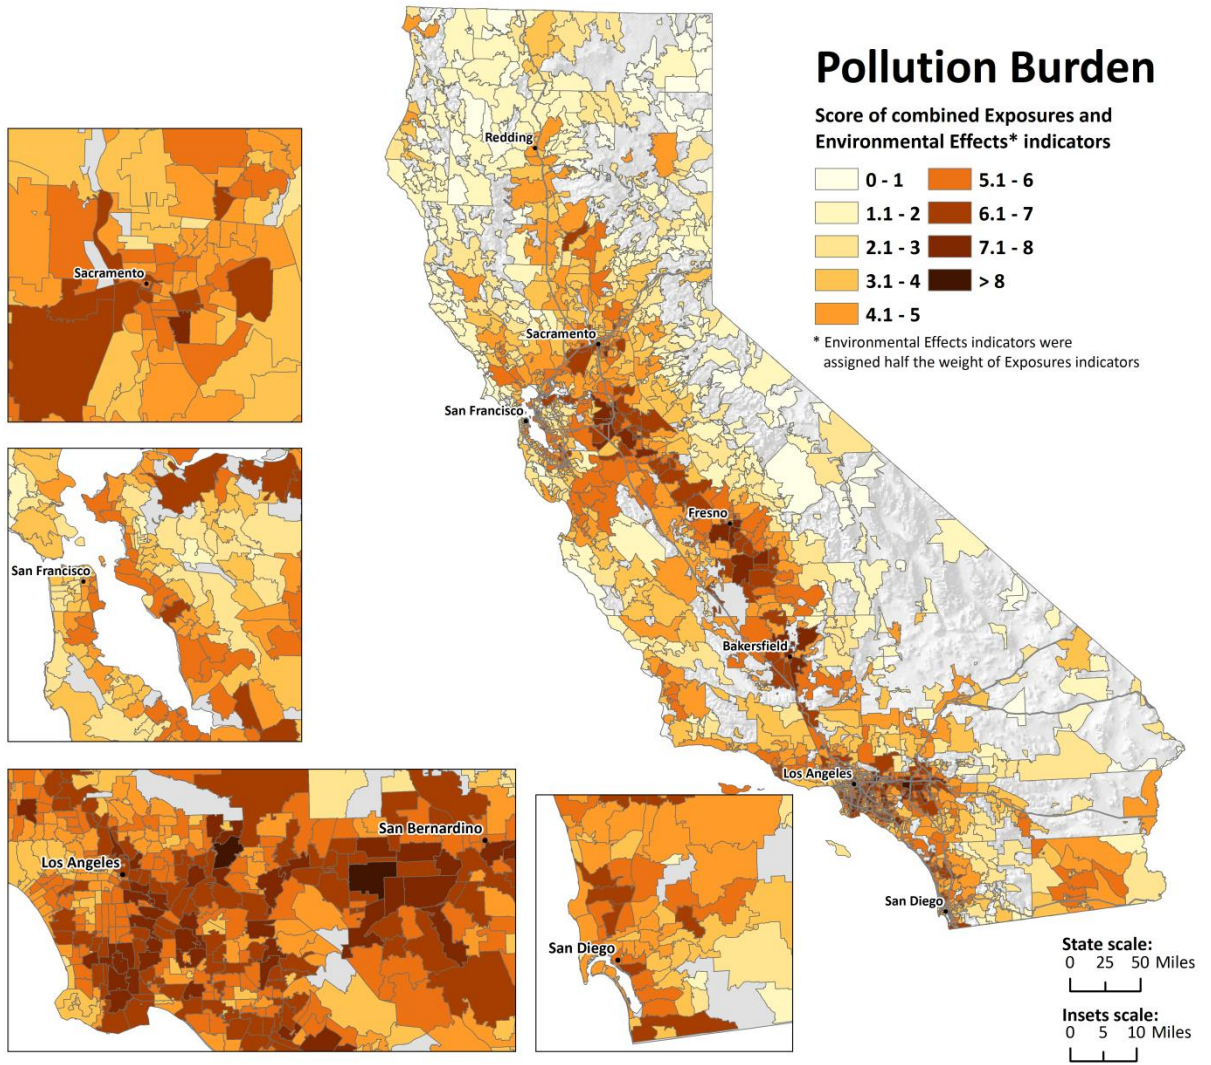 Pollution Burden
Score of combined Exposures and
Environmental Effects* indicators
0 - 1
1.1 - 2
2.1 - 3
3.1 - 4
4.1 - 5
5.1 - 6
6.1 - 7
7.1 - 8
> 8
* Environmental Effects indicators were
assigned half the weight of Exposures indicators
Redding
Sacramento
San Francisco
Fresno
Bakersfield
Los Angeles
San Diego
Sacramento
San Francisco
Los Angeles
San Bernardino
San Diego
State scale:
0 25 50 Miles
Insets scale:
0 5 10 Miles